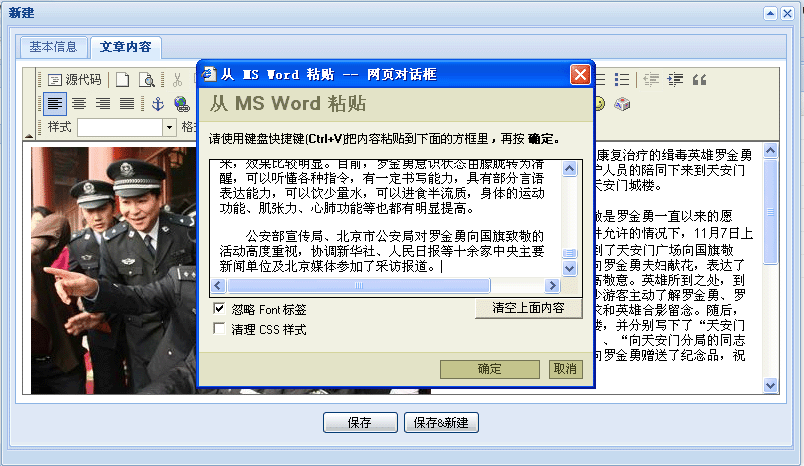 新建
基本信息
文章内容
源代码
样式
格
从 MS Word 粘贴 -- 网页对话框
从 MS Word 粘贴
请使用键盘快捷键(Ctrl+V)把内容粘贴到下面的方框里，再按 确定。
来，效果比较明显。目前，罗金勇意识状态由朦胧转为清
醒，可以听懂各种指令，有一定书写能力，具有部分言语
表达能力，可以饮少量水，可以进食半流质，身体的运动
功能、肌张力、心肺功能等也都有明显提高。
公安部宣传局、北京市公安局对罗金勇向国旗致敬的
活动高度重视，协调新华社、人民日报等十余家中央主要
新闻单位及北京媒体参加了采访报道。
忽略 Font 标签
清空上面内容
清理 CSS 样式
确定
取消
康复治疗的缉毒英雄罗金勇
户人员的陪同下来到天安门
天安门城楼。
敬是罗金勇一直以来的愿
件允许的情况下，11月7日上
到了天安门广场向国旗敬
向罗金勇夫妇献花，表达了
高敬意。英雄所到之处，到
少游客主动了解罗金勇、罗
求和英雄合影留念。随后，
楼，并分别写下了“天安门
、“向天安门分局的同志
向罗金勇赠送了纪念品，祝
保存
保存&新建